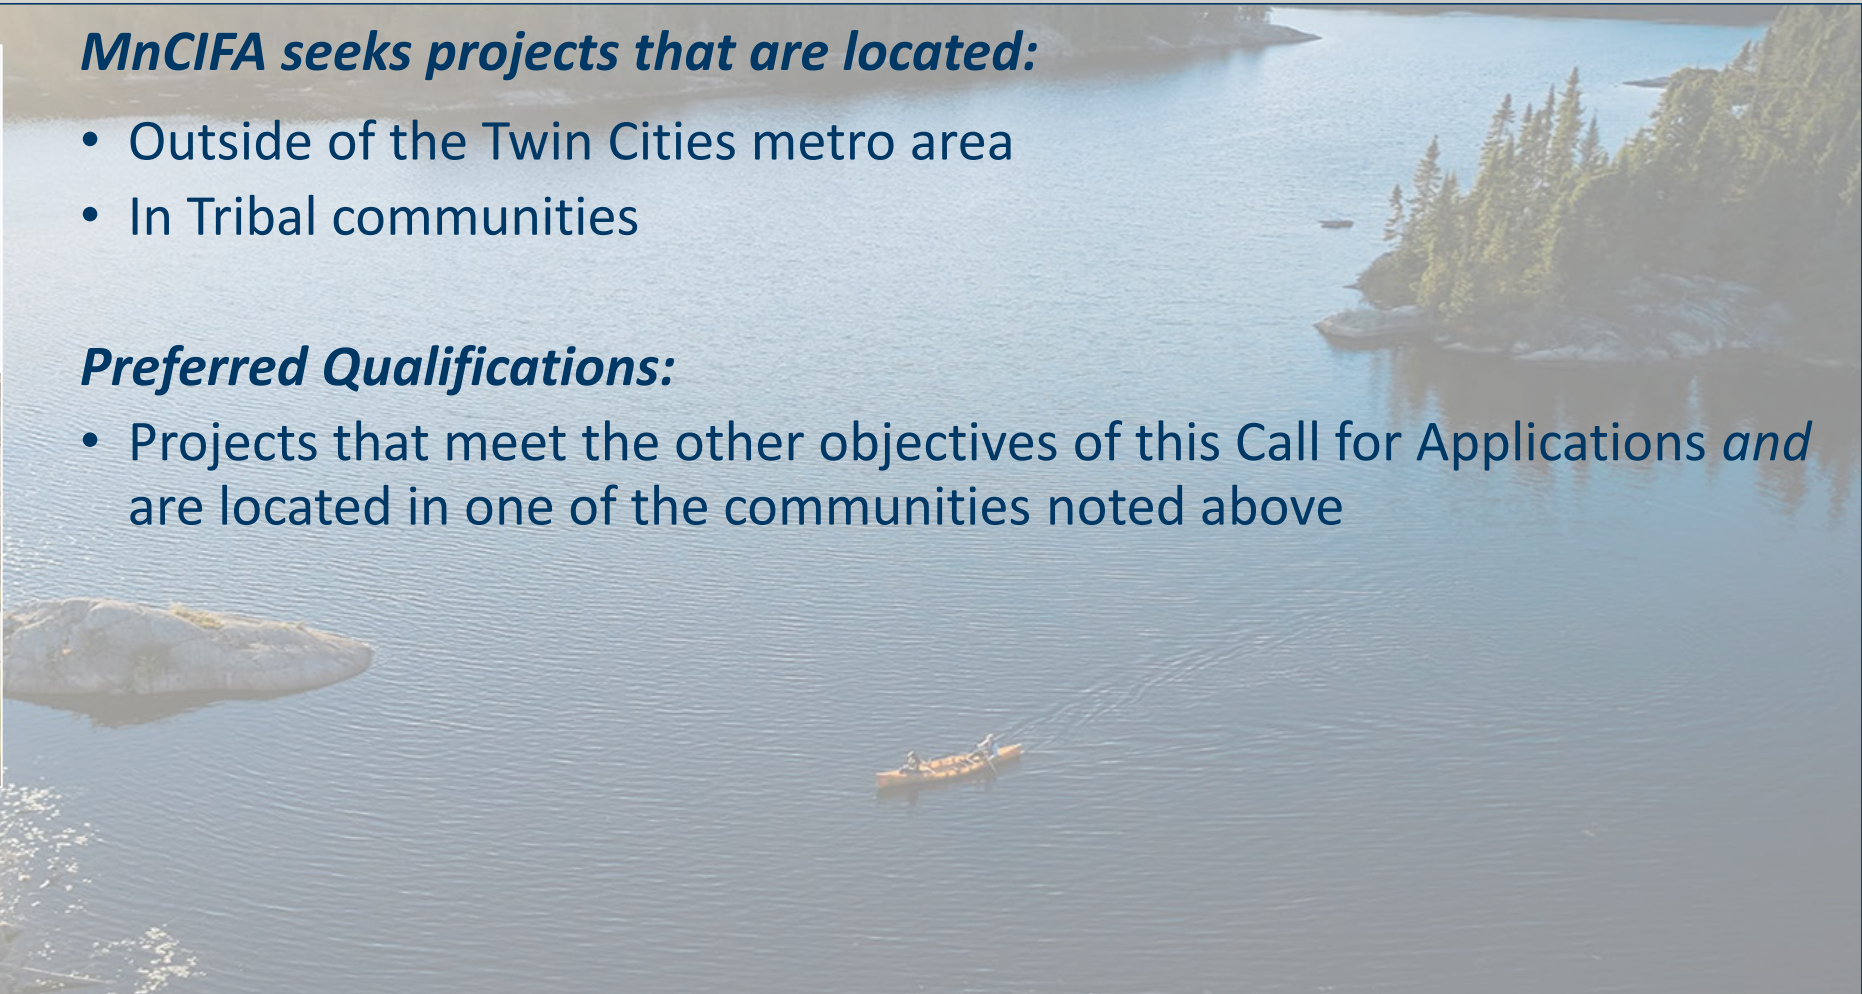 MnCIFA seeks projects that are located:
• Outside of the Twin Cities metro area
• In Tribal communities
Preferred Qualifications:
• Projects that meet the other objectives of this Call for Applications and
are located in one of the communities noted above